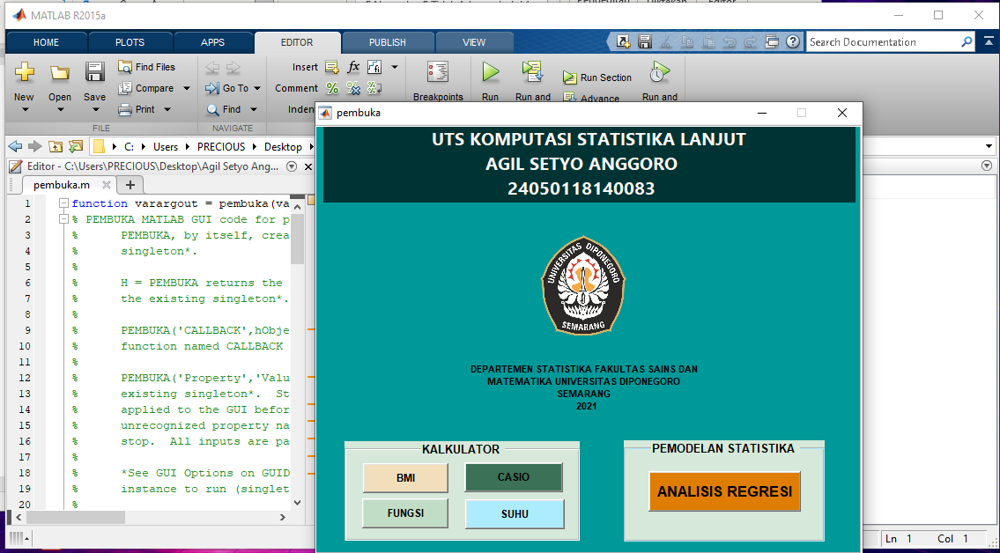 MATLAB R2015a
HOME PLOTS APPS EDITOR PUBLISH VIEW
Search Documentation
New Open Save
Find Files
Compare
Print
FILE
Go To
Find
NAVIGATE
Insert fx
Comment
Inden
Breakpoints
Run
Run and
Run Section
Advance
Run and
C: Users PRECIOUS Desktop
Editor - C:\Users\PRECIOUS\Desktop\Agil Setyo Ang...
pembuka.m
1 function varargout = pembuka(va
2 % PEMBUKA MATLAB GUI code for p
3 % PEMBUKA, by itself, crea
4 % singleton*.
5 %
6 % H = PEMBUKA returns the
7 % the existing singleton*.
8 %
9 % PEMBUKA('CALLBACK',hObje
10 % function named CALLBACK
11 %
12 % PEMBUKA('Property','Valu
13 % existing singleton*. St
14 % applied to the GUI befor
15 % unrecognized property na
16 % stop. All inputs are pa
17 %
18 % *See GUI Options on GUID
19 % instance to run (singlet
20 %
pembuka
UTS KOMPUTASI STATISTIKA LANJUT
AGIL SETYO ANGGORO
24050118140083
UNIVERSITAS DIPONEGORO
SEMARANG
DEPARTEMEN STATISTIKA FAKULTAS SAINS DAN
MATEMATIKA UNIVERSITAS DIPONEGORO
SEMARANG
2021
KALKULATOR
BMI CASIO
FUNGSI SUHU
PEMODELAN STATISTIKA
ANALISIS REGRESI
Ln 1 Col 1